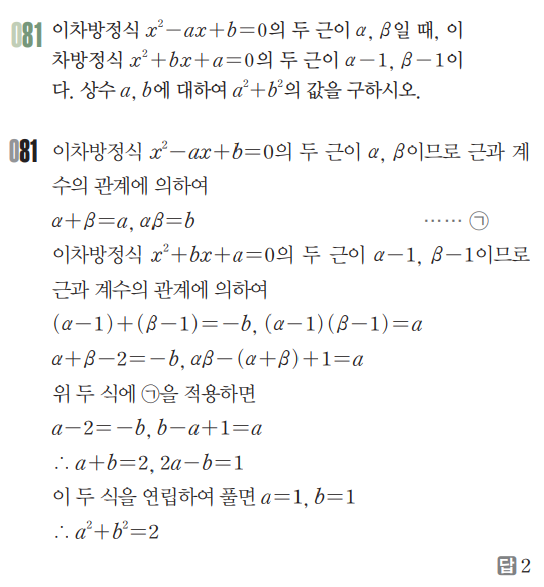 081 이차방정식 x²-ax+b=0의 두 근이 α, β일 때, 이
차방정식 x²+bx+a=0의 두 근이 α-1, β-1이
다. 상수 a, b에 대하여 a²+b²의 값을 구하시오.
081 이차방정식 x²-ax+b=0의 두 근이 α, β이므로 근과 계
수의 관계에 의하여
α+β=a, αβ=b …… ㉠
이차방정식 x²+bx+a=0의 두 근이 α-1, β-1이므로
근과 계수의 관계에 의하여
(α-1)+(β-1)=-b, (α-1)(β-1)=a
α+β-2=-b, αβ-(α+β)+1=a
위 두 식에 ㉠을 적용하면
a-2=-b, b-a+1=a
∴ a+b=2, 2a-b=1
이 두 식을 연립하여 풀면 a=1, b=1
∴ a²+b²=2
답 2